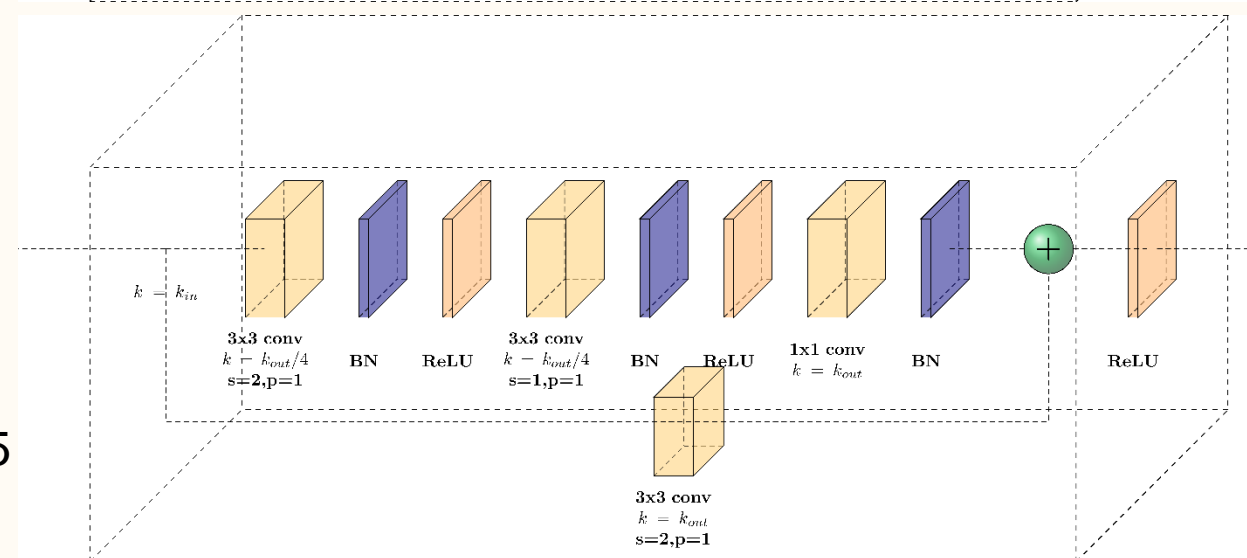 +
k = k_in
3x3 conv
k = k_out/4
s=2,p=1
BN
ReLU
3x3 conv
k = k_out/4
s=1,p=1
BN
ReLU
1x1 conv
k = k_out
BN
ReLU
5
3x3 conv
k = k_out
s=2,p=1